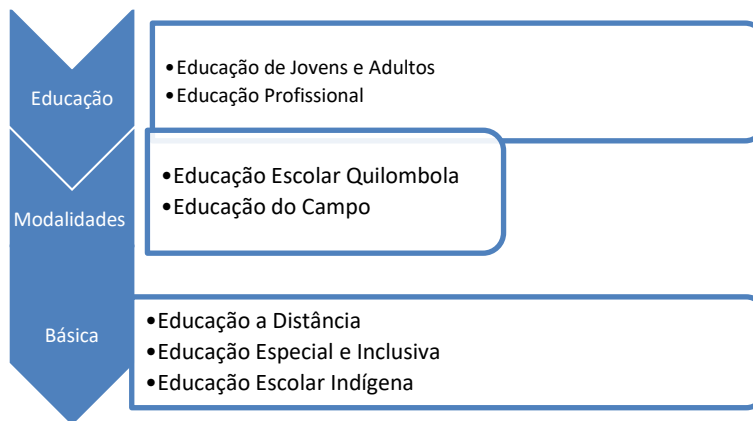 Educação
•Educação de Jovens e Adultos
•Educação Profissional
Modalidades
•Educação Escolar Quilombola
•Educação do Campo
Básica
•Educação a Distância
•Educação Especial e Inclusiva
•Educação Escolar Indígena